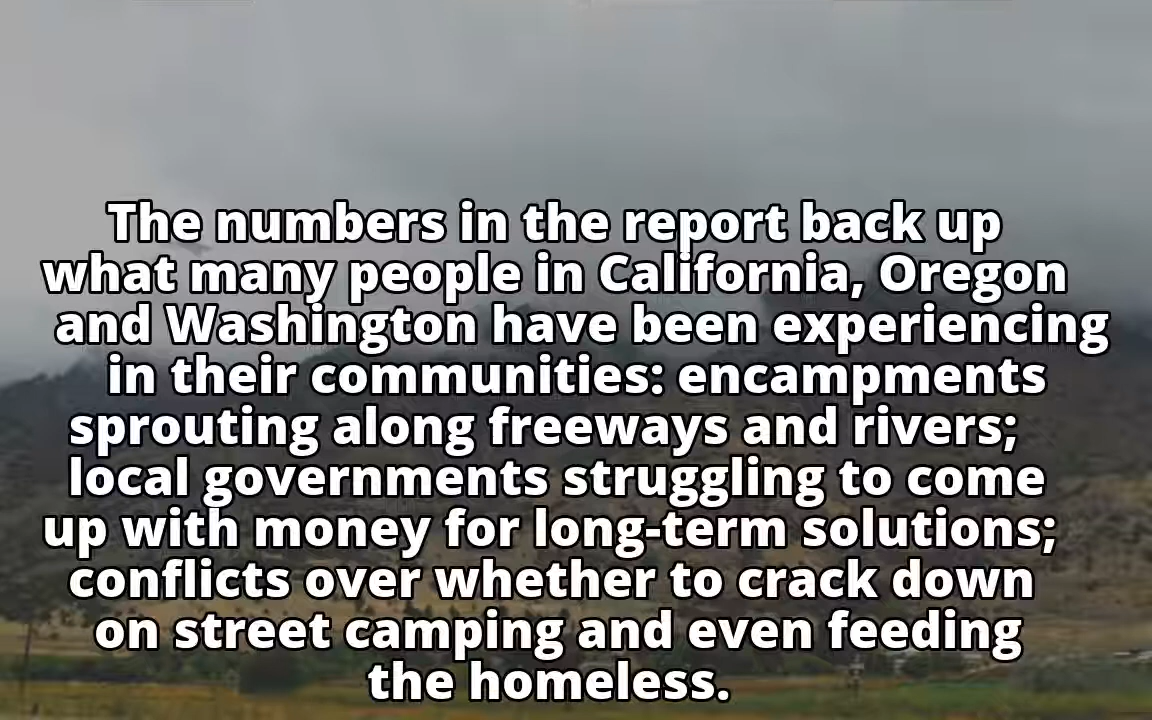 The numbers in the report back up
what many people in California, Oregon
and Washington have been experiencing
in their communities: encampments
sprouting along freeways and rivers;
local governments struggling to come
up with money for long-term solutions;
conflicts over whether to crack down
on street camping and even feeding
the homeless.